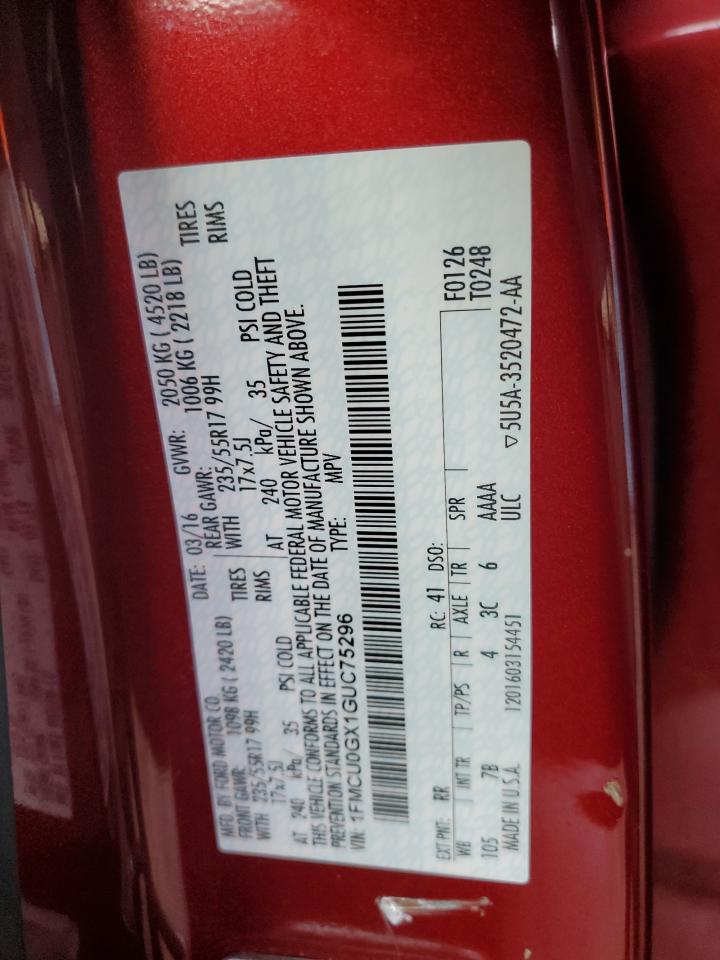 MFD. BY FORD MOTOR CO.
DATE: 03/16 GVWR: 2050 KG ( 4520 LB)
FRONT GAWR: 1098 KG ( 2420 LB) REAR GAWR: 1006 KG ( 2218 LB)
WITH 235/55R17 99H TIRES WITH 235/55R17 99H TIRES
17x7.5J RIMS 17x7.5J RIMS
AT 240 kPa/ 35 PSI COLD AT 240 kPa/ 35 PSI COLD
THIS VEHICLE CONFORMS TO ALL APPLICABLE FEDERAL MOTOR VEHICLE SAFETY AND THEFT
PREVENTION STANDARDS IN EFFECT ON THE DATE OF MANUFACTURE SHOWN ABOVE.
VIN: 1FMCU0GX1GUC75296 TYPE: MPV
EXT PNT: RR RC: 41 DSO: F0126
WB INT TR TP/PS R AXLE TR SPR T0248
105 7B 4 3C 6 AAAA
MADE IN U.S.A. 1201603154451 ULC ▽5U5A-3520472-AA